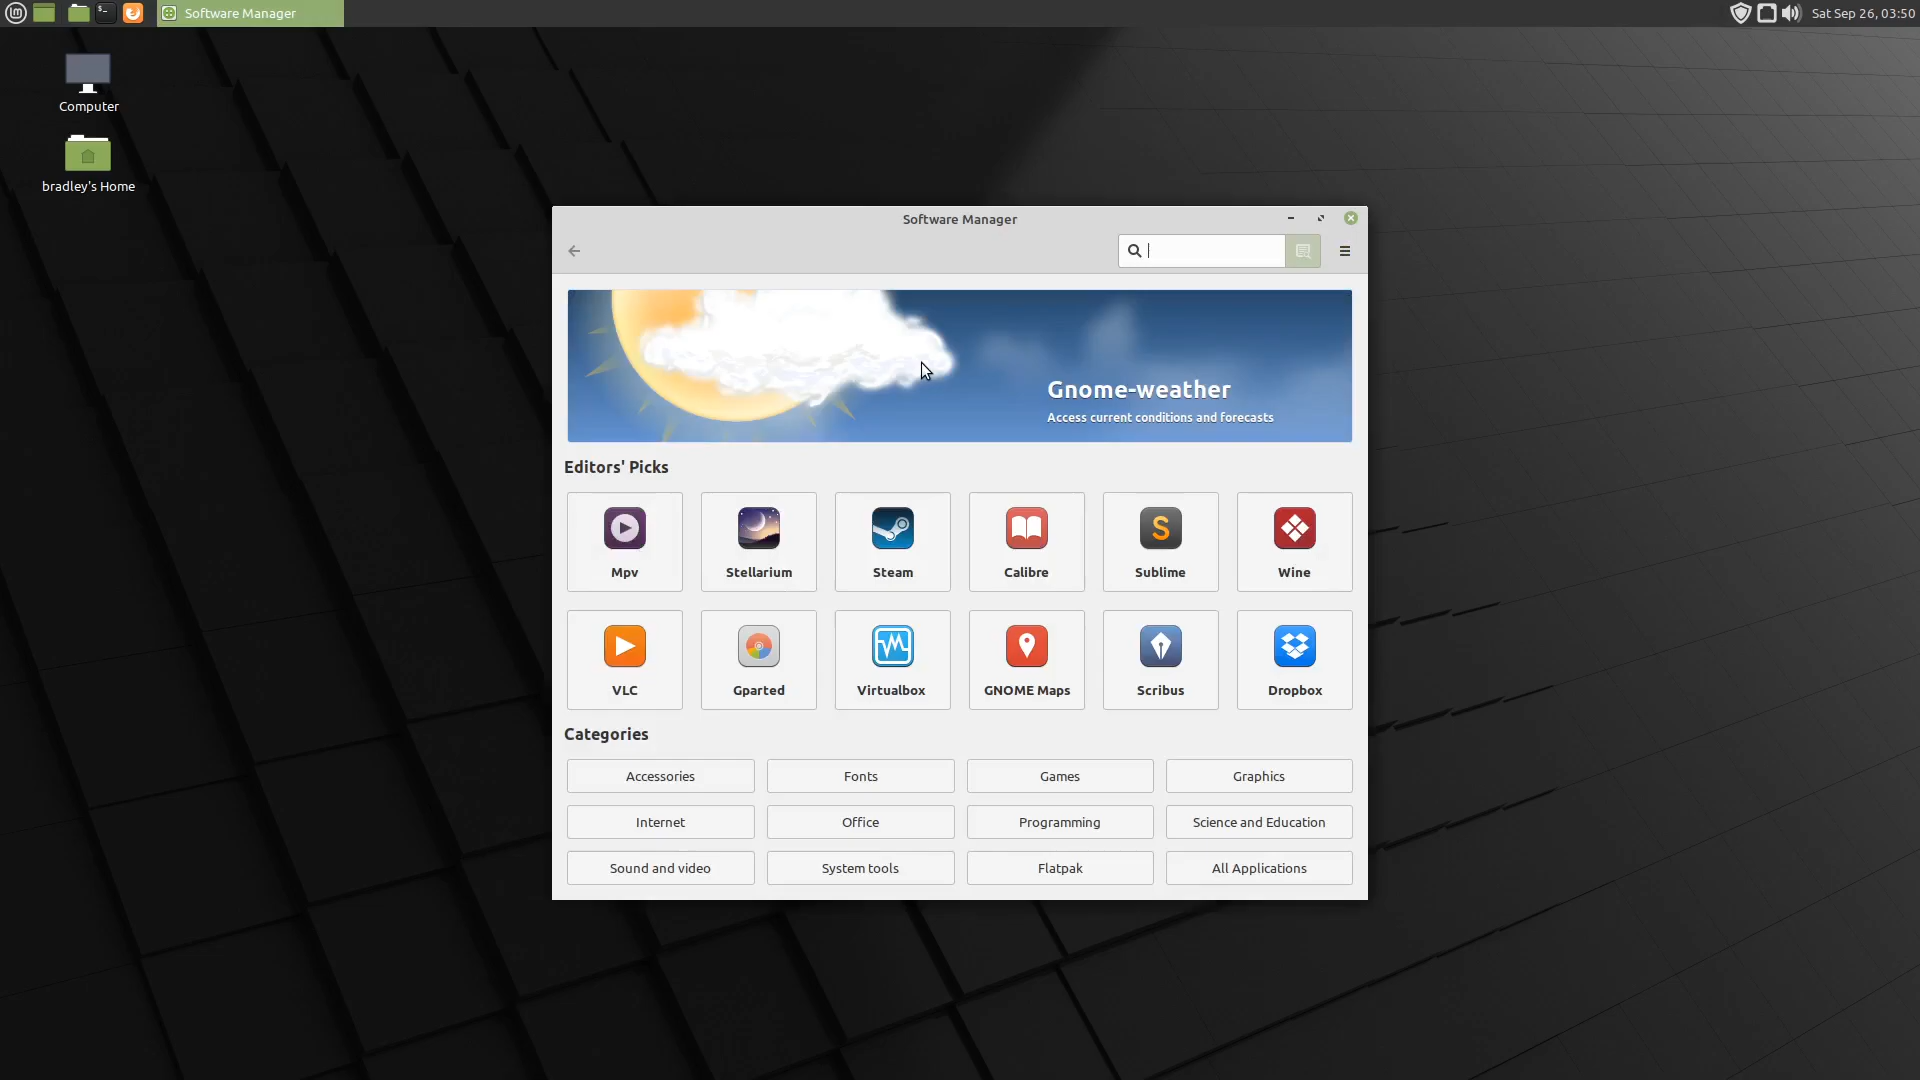 Software Manager
Sat Sep 26, 03:50
Computer
bradley's Home
Software Manager
Gnome-weather
Access current conditions and forecasts
Editors' Picks
Mpv
Stellarium
Steam
Calibre
Sublime
Wine
VLC
Gparted
Virtualbox
GNOME Maps
Scribus
Dropbox
Categories
Accessories
Fonts
Games
Graphics
Internet
Office
Programming
Science and Education
Sound and video
System tools
Flatpak
All Applications